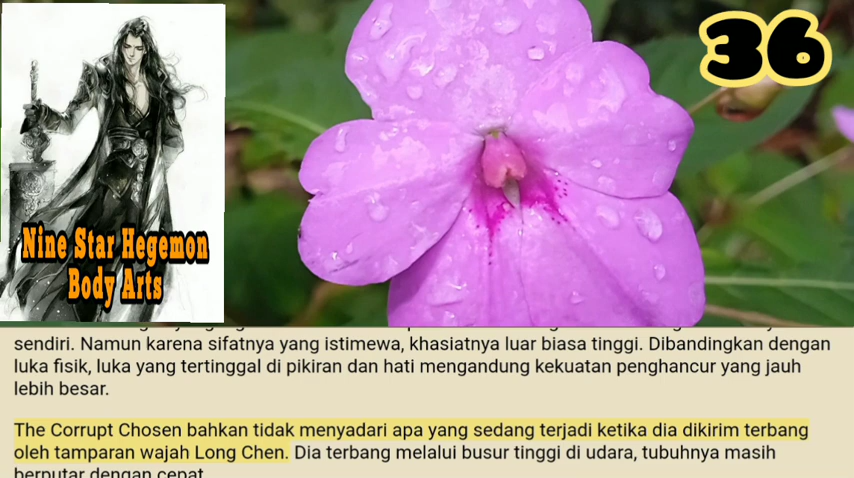 36
Nine Star Hegemon
Body Arts
sendiri. Namun karena sifatnya yang istimewa, khasiatnya luar biasa tinggi. Dibandingkan dengan
luka fisik, luka yang tertinggal di pikiran dan hati mengandung kekuatan penghancur yang jauh
lebih besar.
The Corrupt Chosen bahkan tidak menyadari apa yang sedang terjadi ketika dia dikirim terbang
oleh tamparan wajah Long Chen. Dia terbang melalui busur tinggi di udara, tubuhnya masih
berputar dengan cepat.